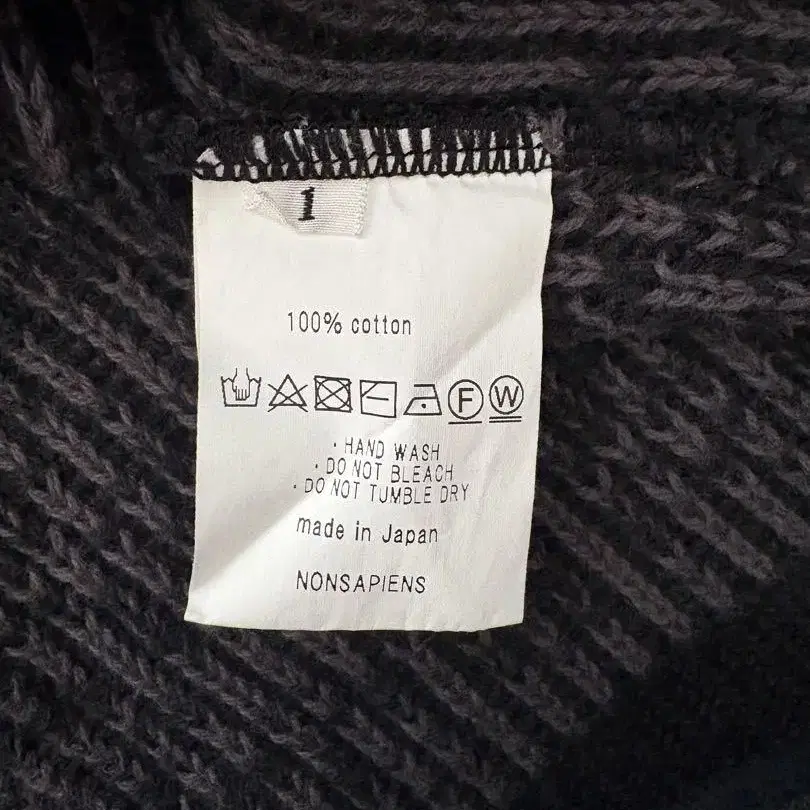 1
100% cotton
F W
· HAND WASH
· DO NOT BLEACH
· DO NOT TUMBLE DRY
made in Japan
NONSAPIENS